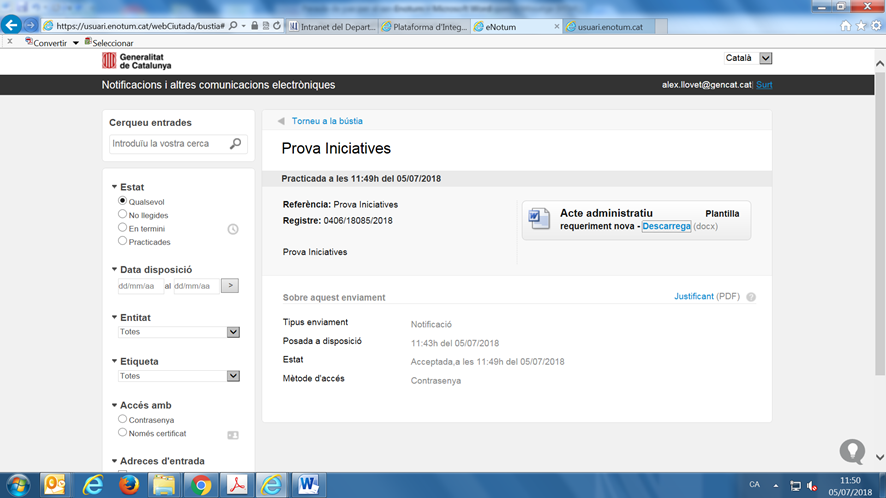 https://usuari.enotum.cat/webCiutada/bustia#
Intranet del Depart...
Plataforma d'Integ...
eNotum
usuari.enotum.cat
x Convertir Seleccionar
Generalitat
de Catalunya
Català
Notificacions i altres comunicacions electròniques
alex.llovet@gencat.cat| Surt
Cerqueu entrades
Introduïu la vostra cerca
Estat
Qualsevol
No llegides
En termini
Practicades
Data disposició
dd/mm/aa al dd/mm/aa >
Entitat
Totes
Etiqueta
Totes
Accés amb
Contrasenya
Només certificat
Adreces d'entrada
Torneu a la bústia
Prova Iniciatives
Practicada a les 11:49h del 05/07/2018
Referència: Prova Iniciatives
Registre: 0406/18085/2018
Prova Iniciatives
Acte administratiu Plantilla
requeriment nova - Descarrega (docx)
Sobre aquest enviament
Justificant (PDF) ?
Tipus enviament Notificació
Posada a disposició 11:43h del 05/07/2018
Estat Acceptada,a les 11:49h del 05/07/2018
Mètode d'accés Contrasenya
CA
11:50
05/07/2018